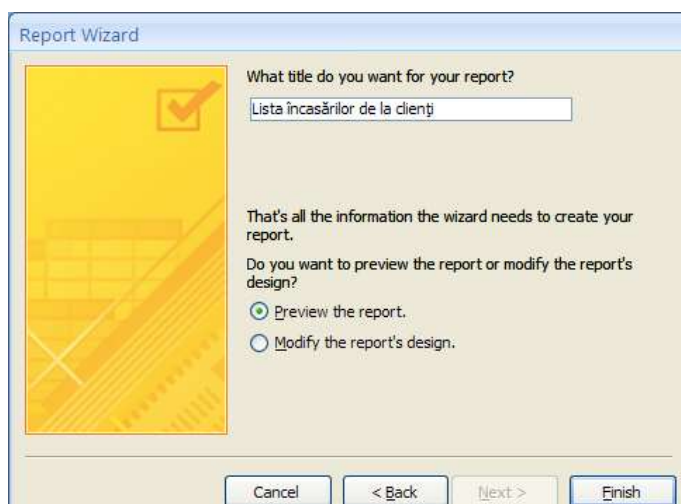 Report Wizard
What title do you want for your report?
Lista încasărilor de la clienţi
That's all the information the wizard needs to create your
report.
Do you want to preview the report or modify the report's
design?
Preview the report.
Modify the report's design.
Cancel
< Back
Next >
Finish